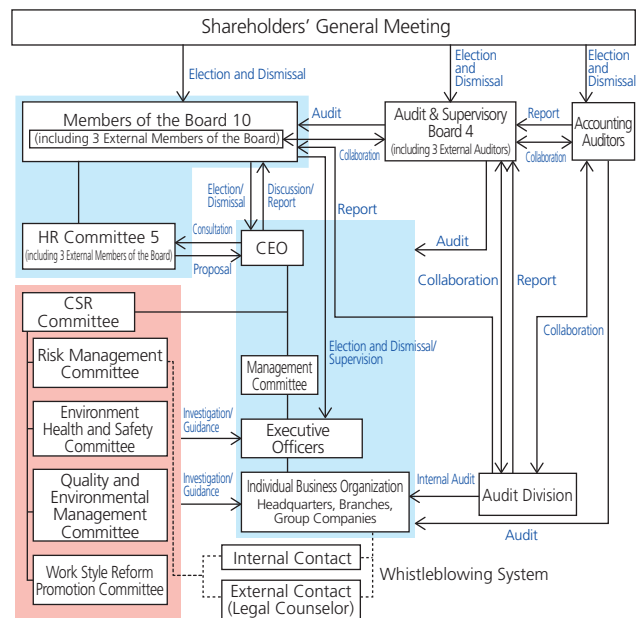 Shareholders' General Meeting
Election and Dismissal
Election
and
Dismissal
Election
and
Dismissal
Members of the Board 10
(including 3 External Members of the Board)
Audit
Collaboration
Audit & Supervisory
Board 4
(including 3 External Auditors)
Report
Collaboration
Accounting
Auditors
Election/
Dismissal
Discussion/
Report
Report
HR Committee 5
(including 3 External Members of the Board)
Consultation
Proposal
CEO
Audit
Collaboration
Report
Collaboration
CSR
Committee
Risk Management
Committee
Environment
Health and Safety
Committee
Quality and
Environmental
Management
Committee
Work Style Reform
Promotion Committee
Management
Committee
Election and Dismissal/
Supervision
Investigation/
Guidance
Executive
Officers
Investigation/
Guidance
Individual Business Organization
Headquarters, Branches,
Group Companies
Internal Audit
Audit Division
Audit
Internal Contact
External Contact
(Legal Counselor)
Whistleblowing System